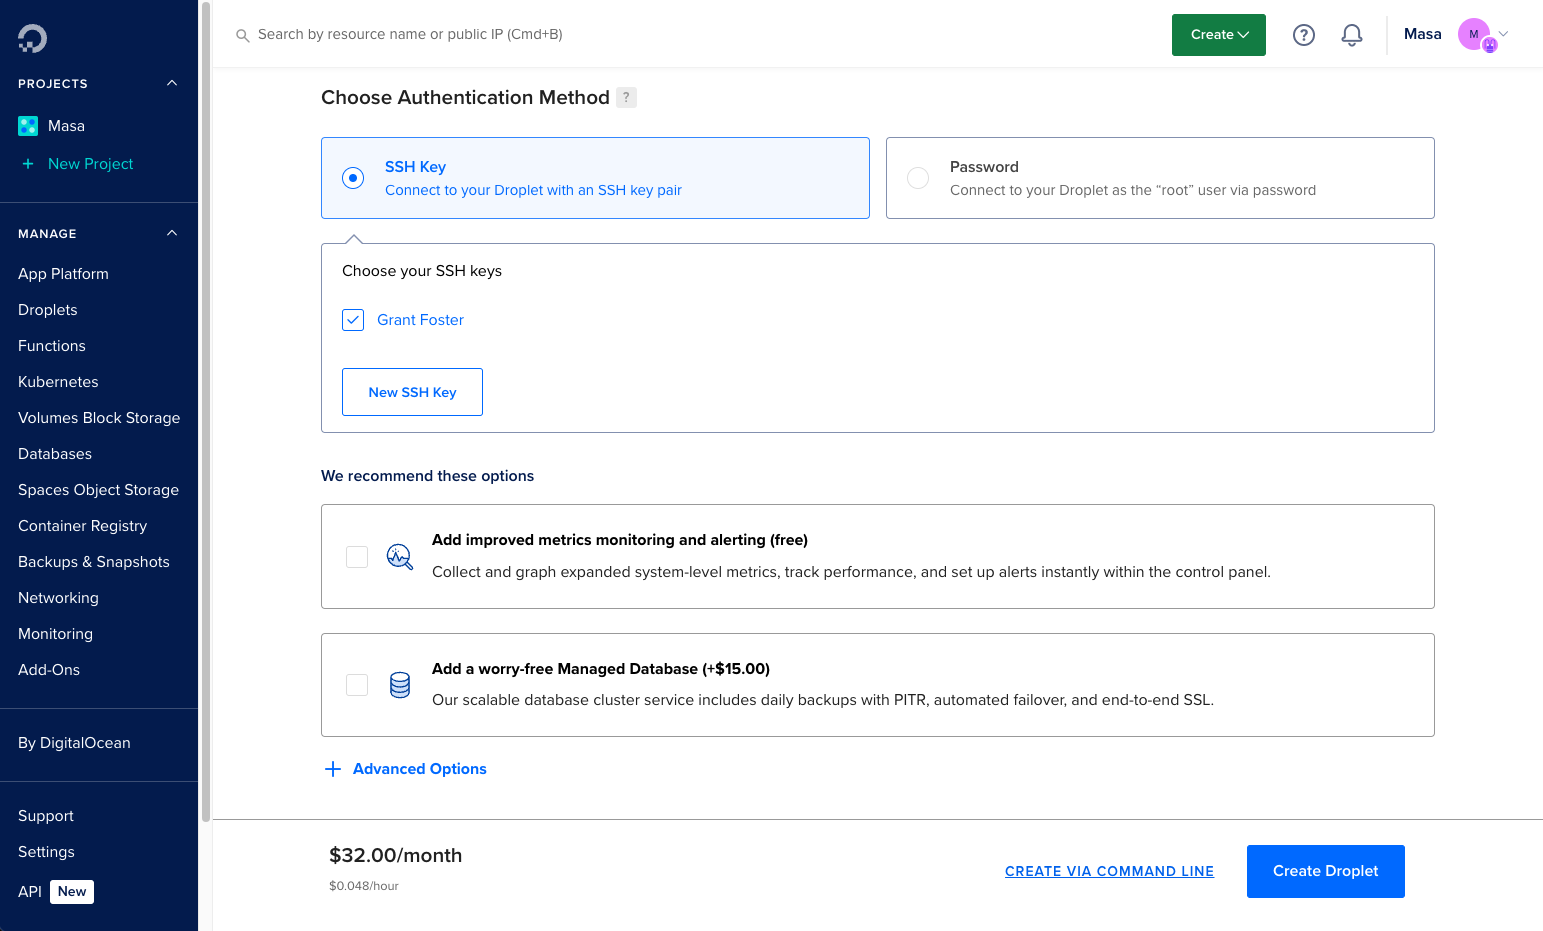 Search by resource name or public IP (Cmd+B)
Create
?
Masa
M
PROJECTS
Masa
+ New Project
MANAGE
App Platform
Droplets
Functions
Kubernetes
Volumes Block Storage
Databases
Spaces Object Storage
Container Registry
Backups & Snapshots
Networking
Monitoring
Add-Ons
By DigitalOcean
Support
Settings
API New
Choose Authentication Method ?
SSH Key
Connect to your Droplet with an SSH key pair
Password
Connect to your Droplet as the “root” user via password
Choose your SSH keys
Grant Foster
New SSH Key
We recommend these options
Add improved metrics monitoring and alerting (free)
Collect and graph expanded system-level metrics, track performance, and set up alerts instantly within the control panel.
Add a worry-free Managed Database (+$15.00)
Our scalable database cluster service includes daily backups with PITR, automated failover, and end-to-end SSL.
+ Advanced Options
$32.00/month
$0.048/hour
CREATE VIA COMMAND LINE
Create Droplet